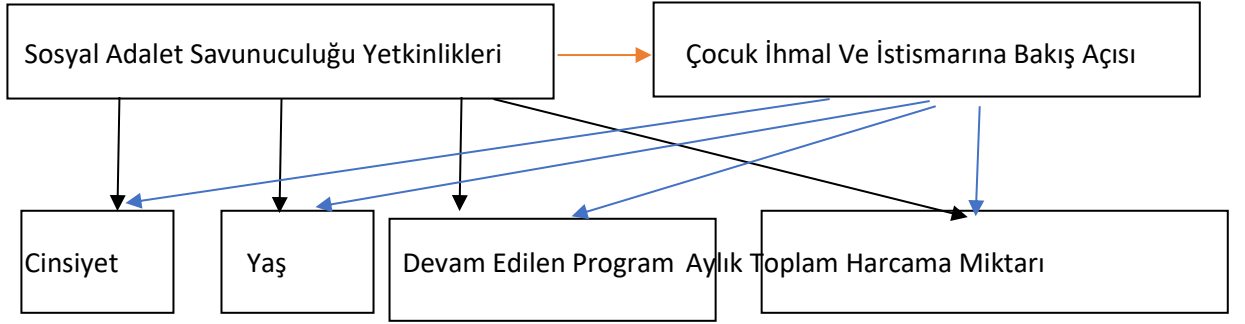 Sosyal Adalet Savunuculuğu Yetkinlikleri
Çocuk İhmal Ve İstismarına Bakış Açısı
Cinsiyet
Yaş
Devam Edilen Program
Aylık Toplam Harcama Miktarı